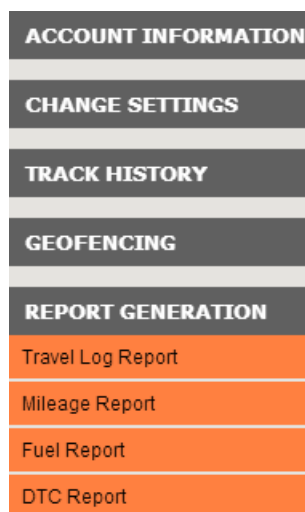 ACCOUNT INFORMATION
CHANGE SETTINGS
TRACK HISTORY
GEOFENCING
REPORT GENERATION
Travel Log Report
Mileage Report
Fuel Report
DTC Report